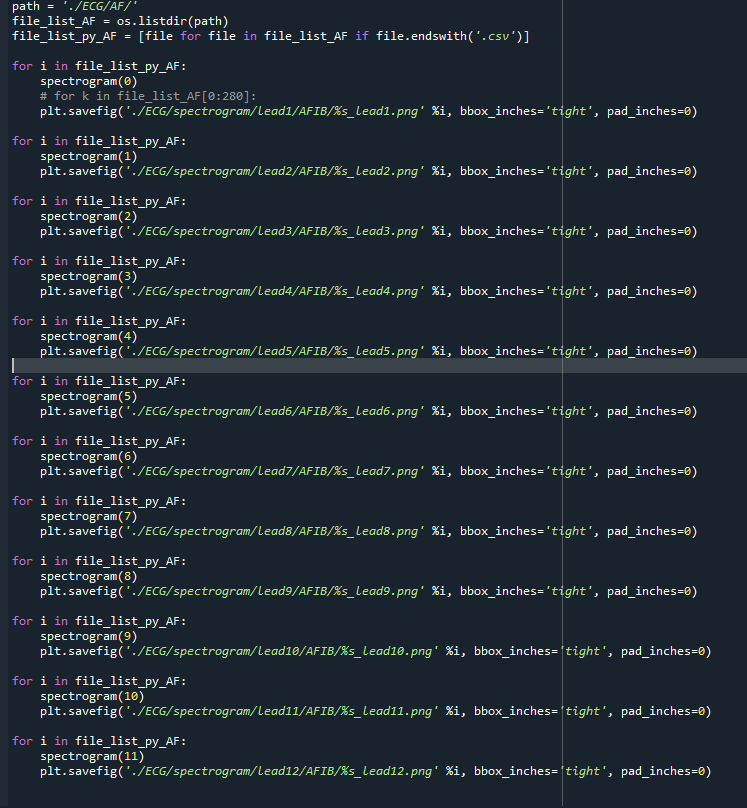 path = './ECG/AF/'
file_list_AF = os.listdir(path)
file_list_py_AF = [file for file in file_list_AF if file.endswith('.csv')]
for i in file_list_py_AF:
    spectrogram(0)
    # for k in file_list_AF[0:280]:
    plt.savefig('./ECG/spectrogram/lead1/AFIB/%s_lead1.png' %i, bbox_inches='tight', pad_inches=0)
for i in file_list_py_AF:
    spectrogram(1)
    plt.savefig('./ECG/spectrogram/lead2/AFIB/%s_lead2.png' %i, bbox_inches='tight', pad_inches=0)
for i in file_list_py_AF:
    spectrogram(2)
    plt.savefig('./ECG/spectrogram/lead3/AFIB/%s_lead3.png' %i, bbox_inches='tight', pad_inches=0)
for i in file_list_py_AF:
    spectrogram(3)
    plt.savefig('./ECG/spectrogram/lead4/AFIB/%s_lead4.png' %i, bbox_inches='tight', pad_inches=0)
for i in file_list_py_AF:
    spectrogram(4)
    plt.savefig('./ECG/spectrogram/lead5/AFIB/%s_lead5.png' %i, bbox_inches='tight', pad_inches=0)
for i in file_list_py_AF:
    spectrogram(5)
    plt.savefig('./ECG/spectrogram/lead6/AFIB/%s_lead6.png' %i, bbox_inches='tight', pad_inches=0)
for i in file_list_py_AF:
    spectrogram(6)
    plt.savefig('./ECG/spectrogram/lead7/AFIB/%s_lead7.png' %i, bbox_inches='tight', pad_inches=0)
for i in file_list_py_AF:
    spectrogram(7)
    plt.savefig('./ECG/spectrogram/lead8/AFIB/%s_lead8.png' %i, bbox_inches='tight', pad_inches=0)
for i in file_list_py_AF:
    spectrogram(8)
    plt.savefig('./ECG/spectrogram/lead9/AFIB/%s_lead9.png' %i, bbox_inches='tight', pad_inches=0)
for i in file_list_py_AF:
    spectrogram(9)
    plt.savefig('./ECG/spectrogram/lead10/AFIB/%s_lead10.png' %i, bbox_inches='tight', pad_inches=0)
for i in file_list_py_AF:
    spectrogram(10)
    plt.savefig('./ECG/spectrogram/lead11/AFIB/%s_lead11.png' %i, bbox_inches='tight', pad_inches=0)
for i in file_list_py_AF:
    spectrogram(11)
    plt.savefig('./ECG/spectrogram/lead12/AFIB/%s_lead12.png' %i, bbox_inches='tight', pad_inches=0)